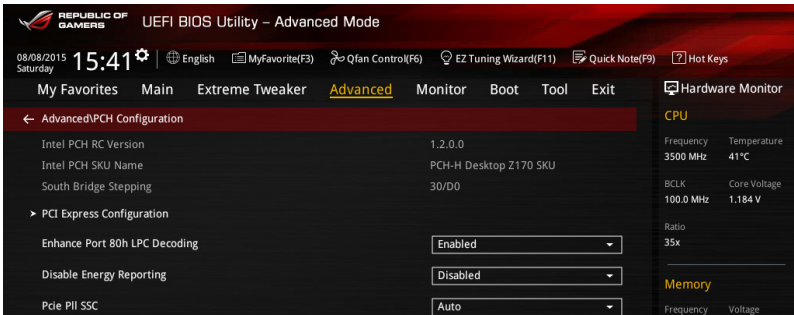 REPUBLIC OF
GAMERS
UEFI BIOS Utility – Advanced Mode
08/08/2015
Saturday
15:41
English
MyFavorite(F3)
Qfan Control(F6)
EZ Tuning Wizard(F11)
Quick Note(F9)
? Hot Keys
My Favorites Main Extreme Tweaker Advanced Monitor Boot Tool Exit
Hardware Monitor
← Advanced\PCH Configuration
Intel PCH RC Version 1.2.0.0
Intel PCH SKU Name PCH-H Desktop Z170 SKU
South Bridge Stepping 30/D0
> PCI Express Configuration
Enhance Port 80h LPC Decoding Enabled
Disable Energy Reporting Disabled
Pcie Pll SSC Auto
CPU
Frequency Temperature
3500 MHz 41°C
BCLK Core Voltage
100.0 MHz 1.184 V
Ratio
35x
Memory
Frequency Voltage